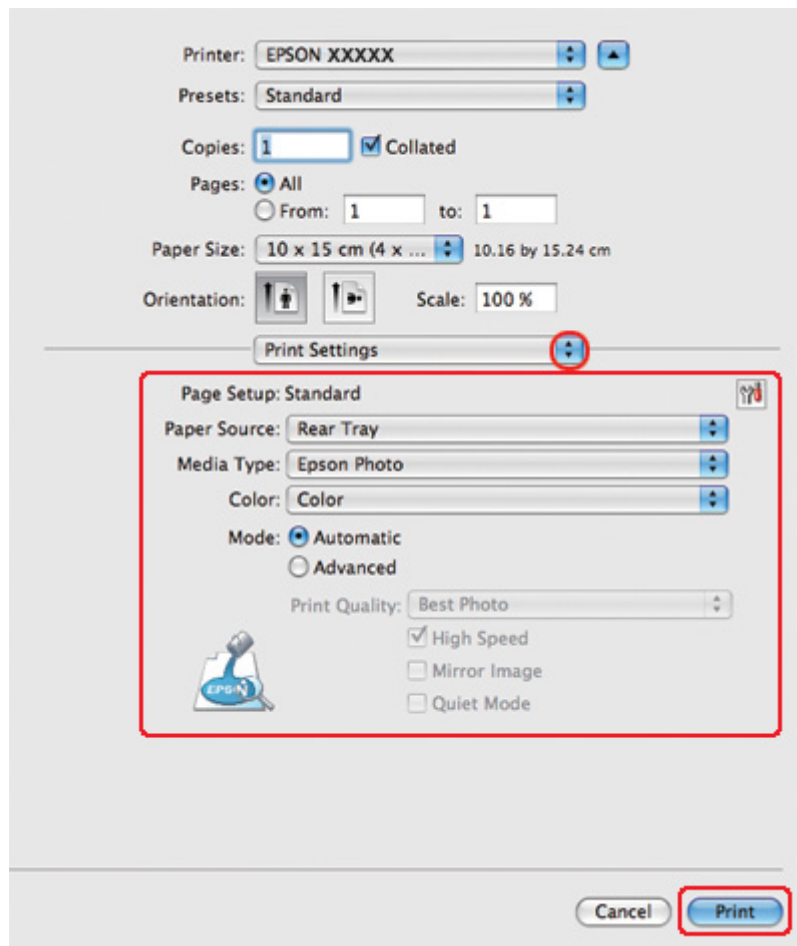 Printer: EPSON XXXXX
Presets: Standard
Copies: 1 Collated
Pages: All
From: 1 to: 1
Paper Size: 10 x 15 cm (4 x ... 10.16 by 15.24 cm
Orientation: Scale: 100 %
Print Settings
Page Setup: Standard
Paper Source: Rear Tray
Media Type: Epson Photo
Color: Color
Mode: Automatic
Advanced
Print Quality: Best Photo
High Speed
Mirror Image
Quiet Mode
EPSON
Cancel Print